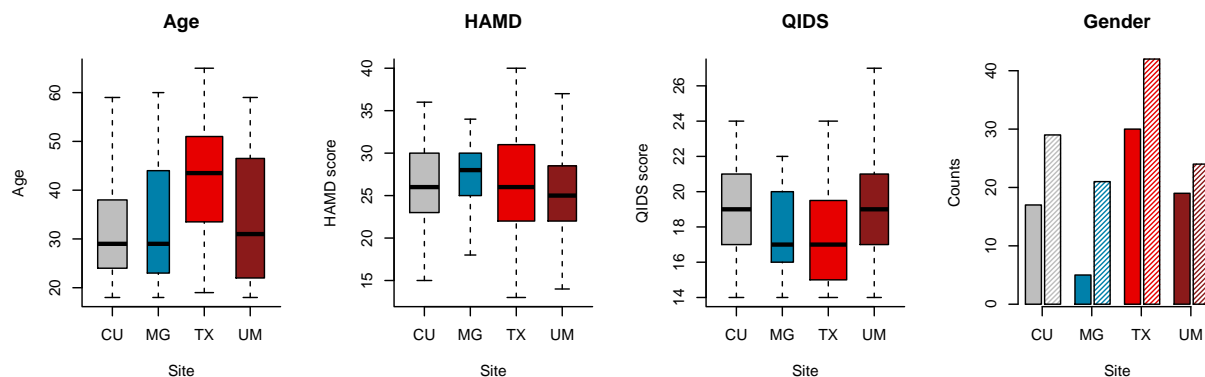 Age
Age
60
50
40
30
20
CU MG TX UM
Site
HAMD
HAMD score
40
35
30
25
20
15
CU MG TX UM
Site
QIDS
QIDS score
26
24
22
20
18
16
14
CU MG TX UM
Site
Gender
Counts
40
30
20
10
0
CU MG TX UM
Site